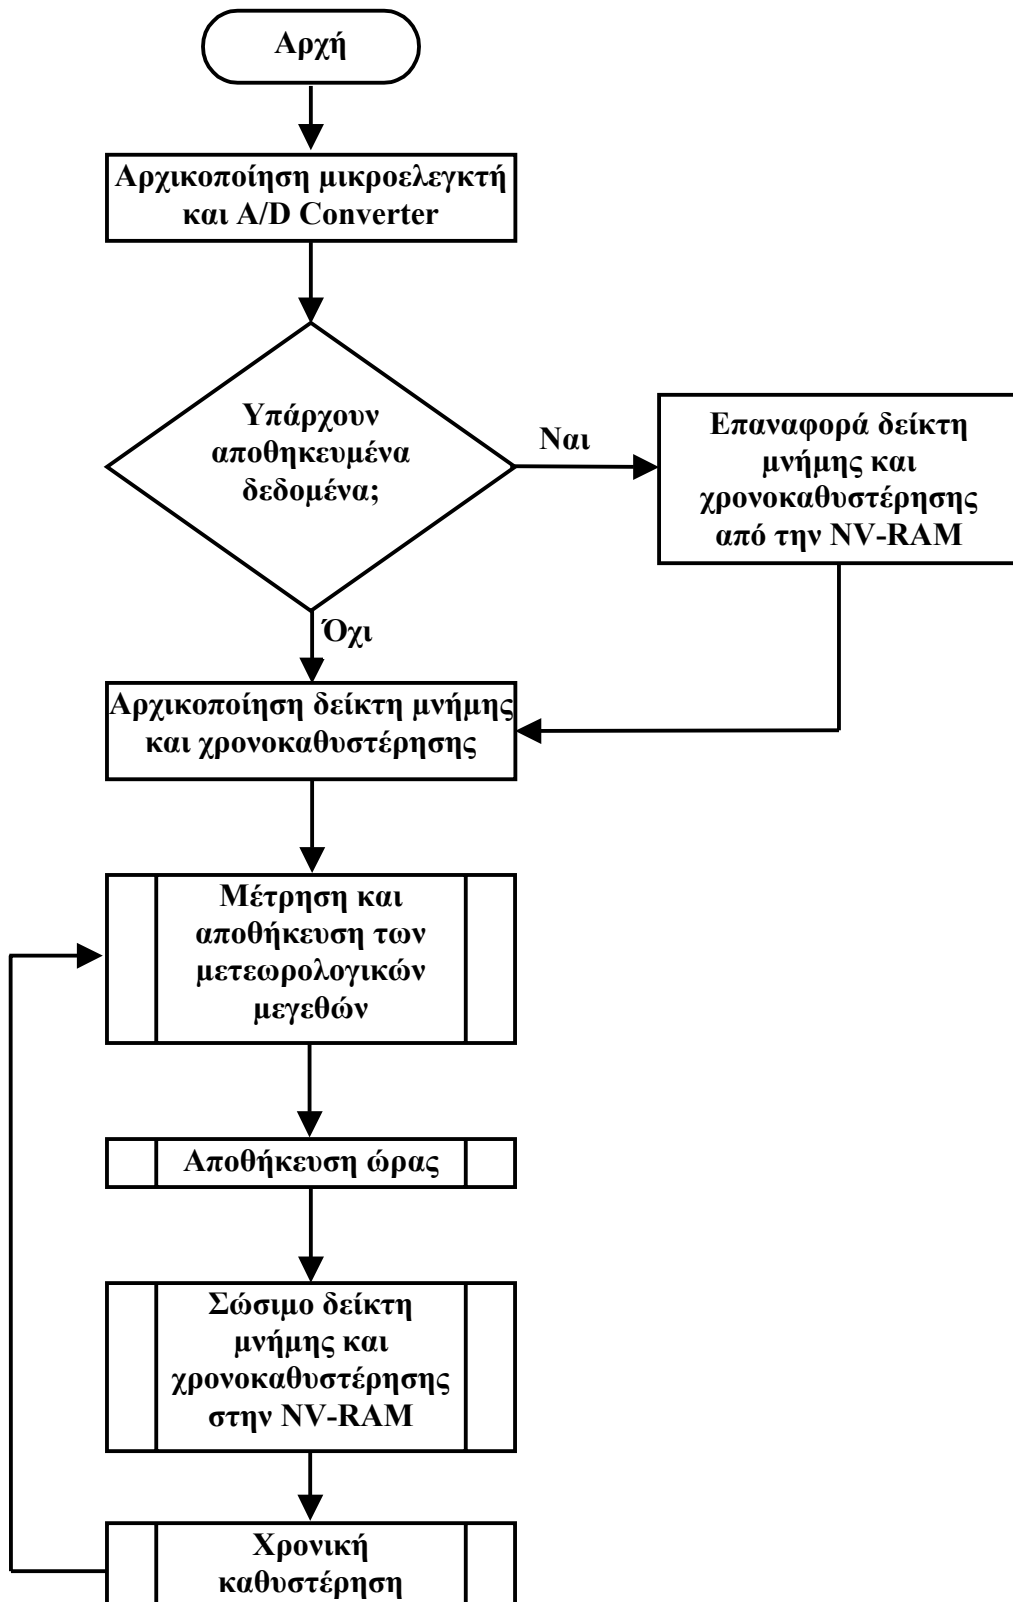 Αρχή
Αρχικοποίηση μικροελεγκτή
και A/D Converter
Υπάρχουν
αποθηκευμένα
δεδομένα;
Ναι
Επαναφορά δείκτη
μνήμης και
χρονοκαθυστέρησης
από την NV-RAM
Όχι
Αρχικοποίηση δείκτη μνήμης
και χρονοκαθυστέρησης
Μέτρηση και
αποθήκευση των
μετεωρολογικών
μεγεθών
Αποθήκευση ώρας
Σώσιμο δείκτη
μνήμης και
χρονοκαθυστέρησης
στην NV-RAM
Χρονική
καθυστέρηση